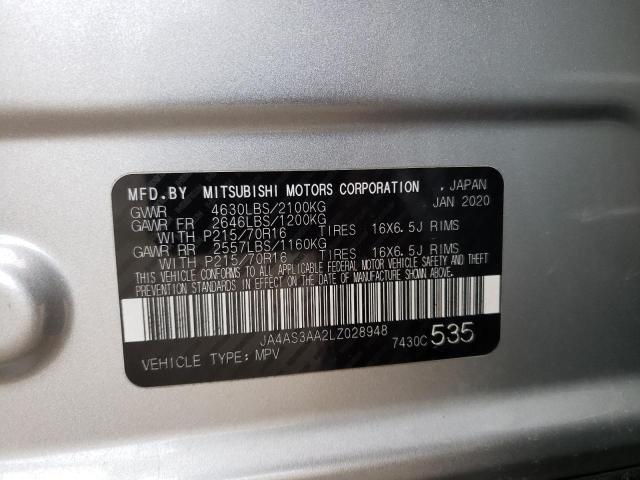 MFD.BY MITSUBISHI MOTORS CORPORATION , JAPAN
GVWR 4630LBS/2100KG JAN 2020
GAWR FR 2646LBS/1200KG
WITH P215/70R16 TIRES 16X6.5J RIMS
GAWR RR 2557LBS/1160KG
WITH P215/70R16 TIRES 16X6.5J RIMS
THIS VEHICLE CONFORMS TO ALL APPLICABLE FEDERAL MOTOR VEHICLE SAFETY AND THEFT
PREVENTION STANDARDS IN EFFECT ON THE DATE OF MANUFACTURE SHOWN ABOVE.
JA4AS3AA2LZ028948 7430C 535
VEHICLE TYPE: MPV